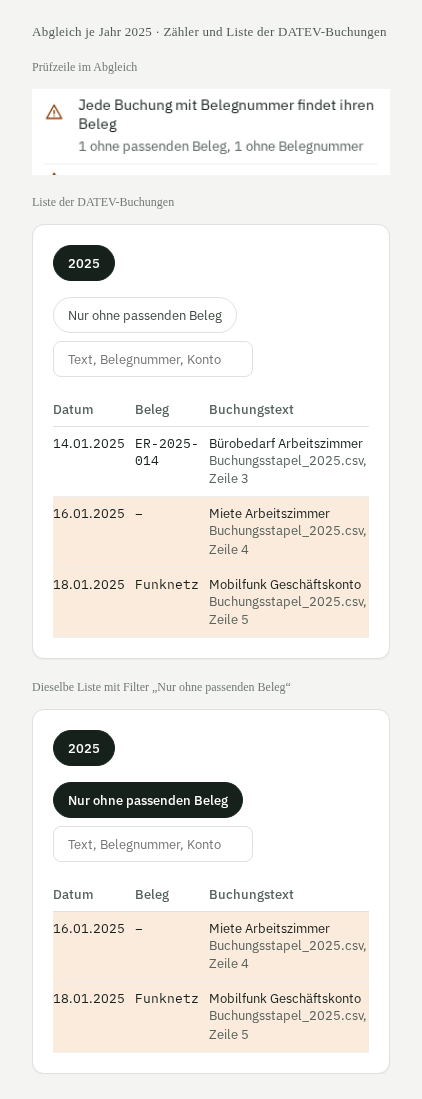 Abgleich je Jahr 2025 · Zähler und Liste der DATEV-Buchungen
Prüfzeile im Abgleich
Jede Buchung mit Belegnummer findet ihren
Beleg
1 ohne passenden Beleg, 1 ohne Belegnummer
Liste der DATEV-Buchungen
2025
Nur ohne passenden Beleg
Text, Belegnummer, Konto
Datum Beleg Buchungstext
14.01.2025 ER-2025- Bürobedarf Arbeitszimmer
014 Buchungsstapel_2025.csv,
Zeile 3
16.01.2025 – Miete Arbeitszimmer
Buchungsstapel_2025.csv,
Zeile 4
18.01.2025 Funknetz Mobilfunk Geschäftskonto
Buchungsstapel_2025.csv,
Zeile 5
Dieselbe Liste mit Filter „Nur ohne passenden Beleg“
2025
Nur ohne passenden Beleg
Text, Belegnummer, Konto
Datum Beleg Buchungstext
16.01.2025 – Miete Arbeitszimmer
Buchungsstapel_2025.csv,
Zeile 4
18.01.2025 Funknetz Mobilfunk Geschäftskonto
Buchungsstapel_2025.csv,
Zeile 5